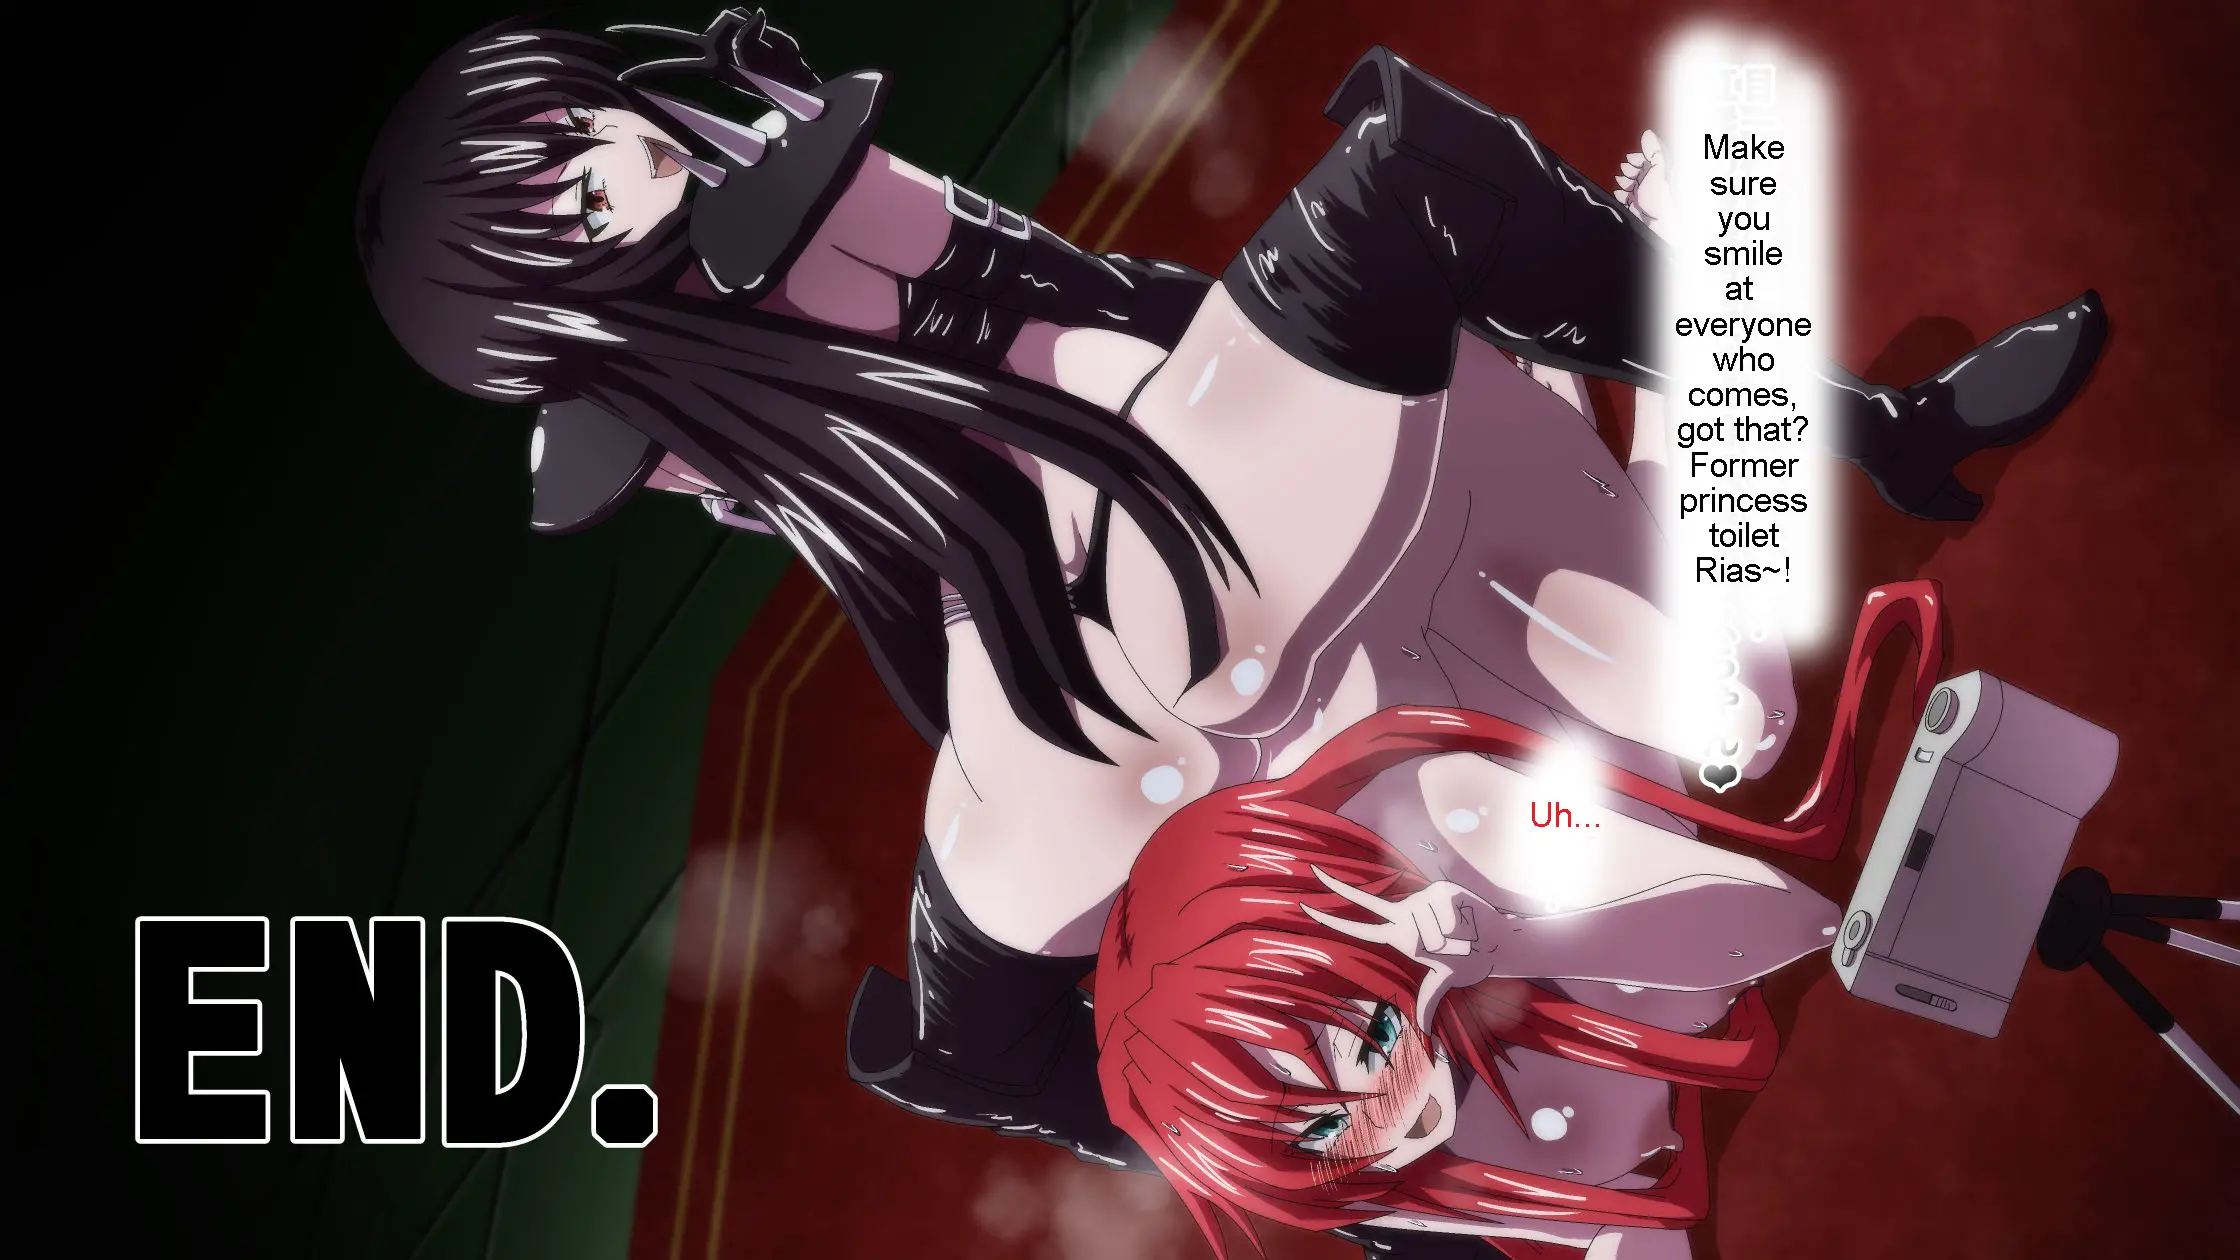 Make
sure
you
smile
at
everyone
who
comes,
got that?
Former
princess
toilet
Rias~!
Uh...
END.